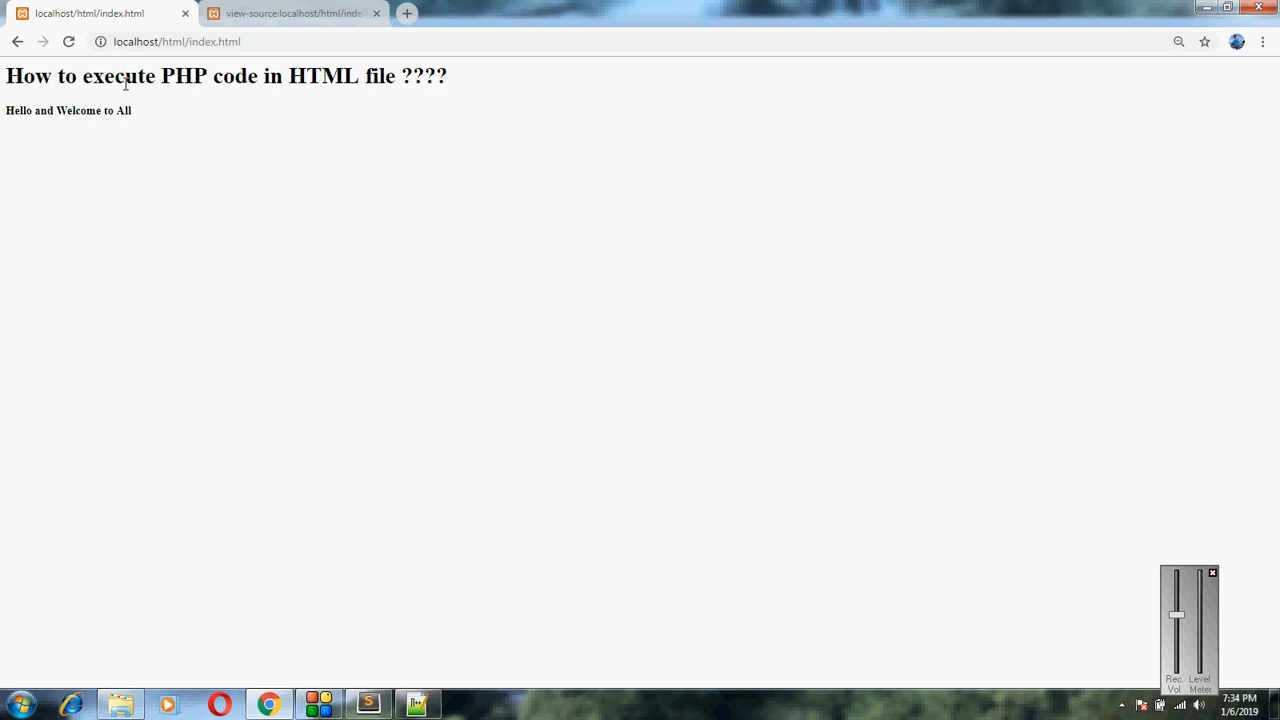 localhost/html/index.html
view-source:localhost/html/inde
localhost/html/index.html
How to execute PHP code in HTML file ????
Hello and Welcome to All
Rec. Level
Vol. Meter
7:34 PM
1/6/2019